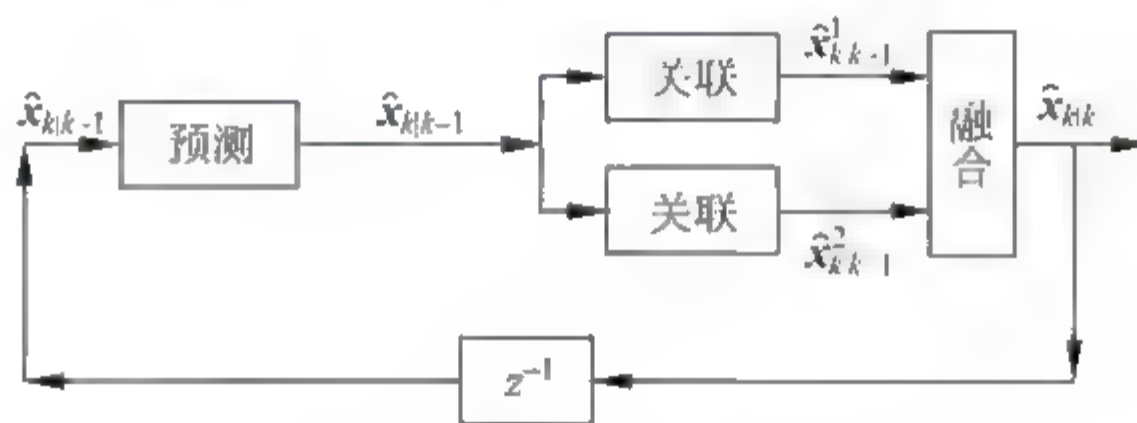 x̂_{k|k-1}
预测
x̂_{k|k-1}
关联
x̂^1_{k k-1}
关联
x̂^2_{k k-1}
融合
x̂_{k|k}
z^{-1}